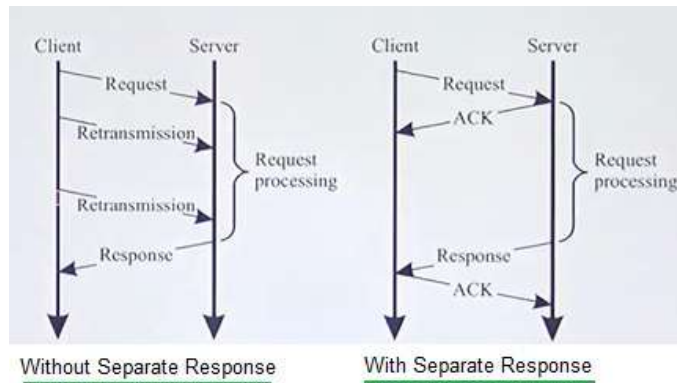 Client Server
Request
Retransmission
Request
processing
Retransmission
Response
Without Separate Response
Client Server
Request
ACK
Request
processing
Response
ACK
With Separate Response